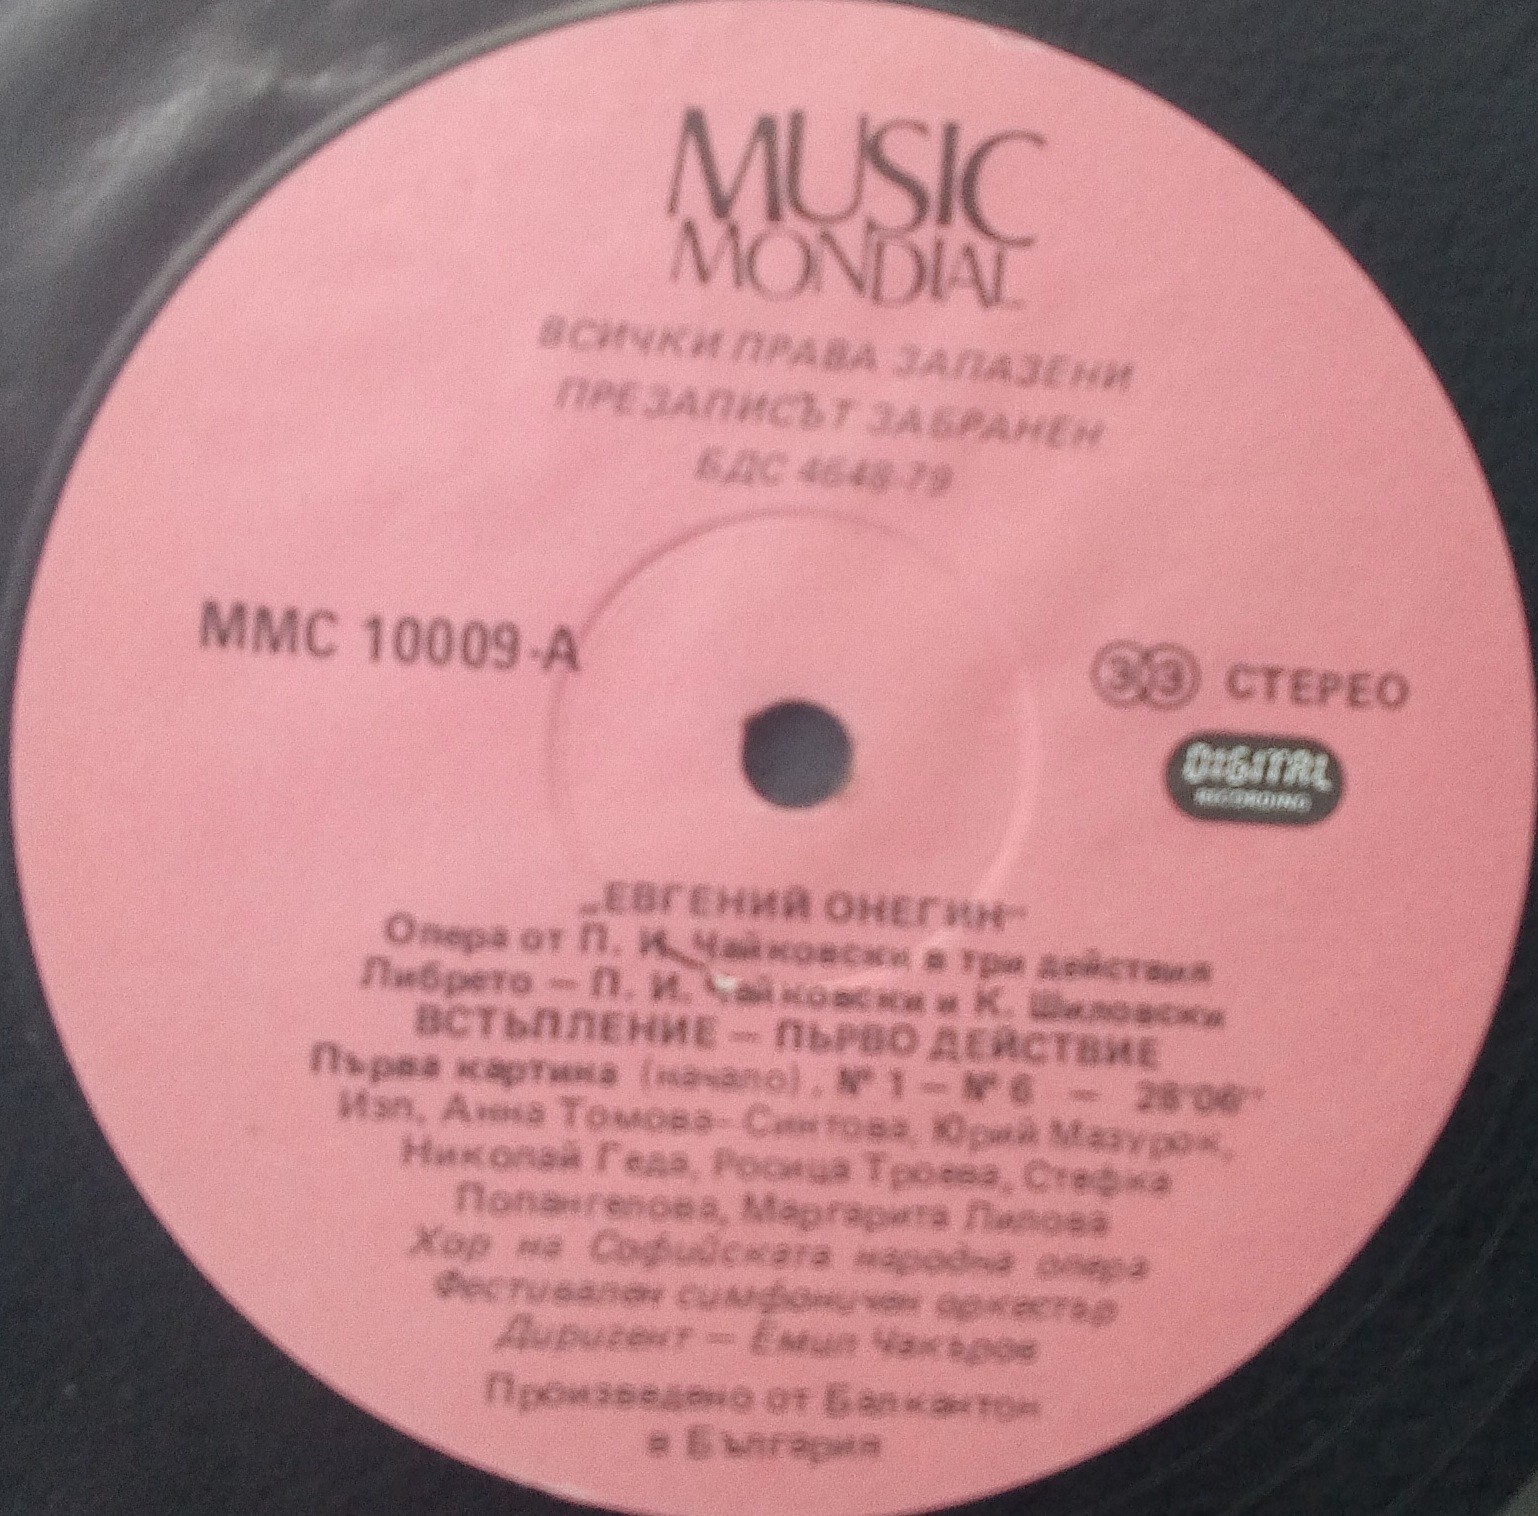 MUSIC
MONDIAL
ВСИЧКИ ПРАВА ЗАПАЗЕНИ
ПРЕЗАПИСЪТ ЗАБРАНЕН
БДС 4648-79
ММС 10009-А
33 СТЕРЕО
DIGITAL
RECORDING
„ЕВГЕНИЙ ОНЕГИН"
Опера от П. И. Чайковски в три действия
Либрето — П. И. Чайковски и К. Шиловски
ВСТЪПЛЕНИЕ — ПЪРВО ДЕЙСТВИЕ
Първа картина (начало). № 1 — № 6 — 28'06"
Изп. Анна Томова-Синтова, Юрий Мазурок,
Николай Геда, Росица Троева, Стефка
Попангелова, Маргарита Лилова
Хор на Софийската народна опера
Фестивален симфоничен оркестър
Диригент — Емил Чакъров
Произведено от Балкантон
в България